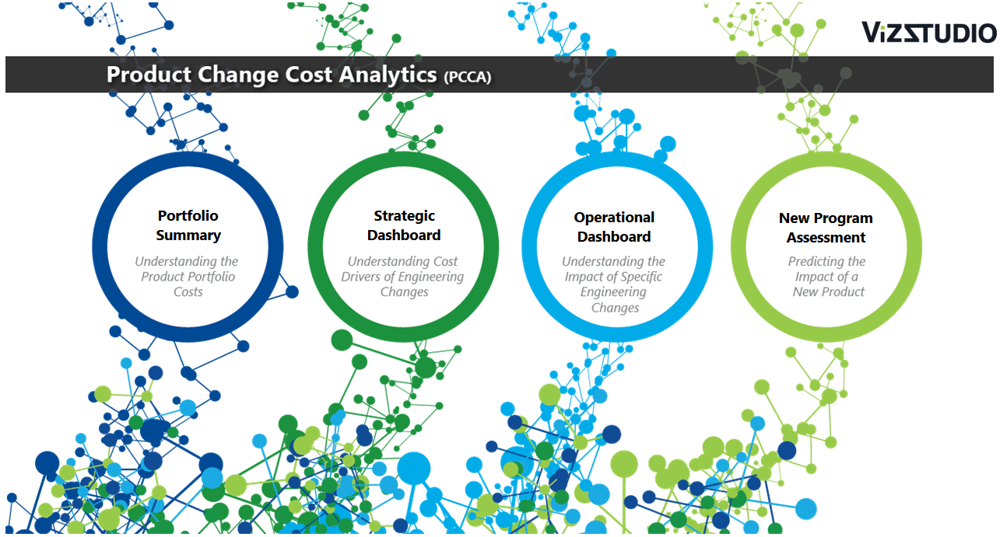 VIZSTUDIO
Product Change Cost Analytics (PCCA)
Portfolio
Summary
Understanding the
Product Portfolio
Costs
Strategic
Dashboard
Understanding Cost
Drivers of Engineering
Changes
Operational
Dashboard
Understanding the
Impact of Specific
Engineering
Changes
New Program
Assessment
Predicting the
Impact of a
New Product